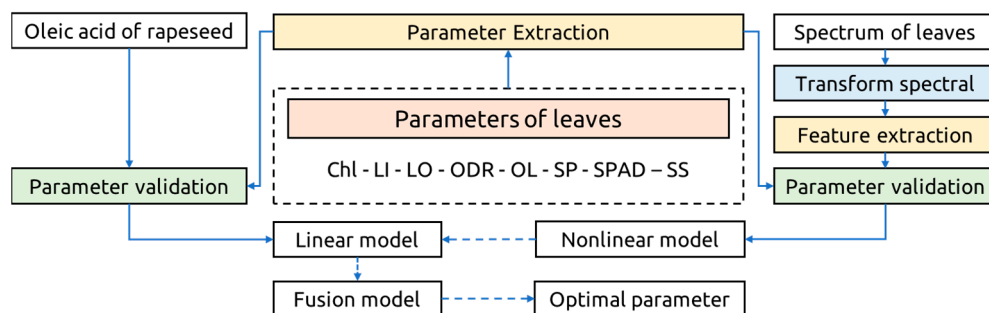 Oleic acid of rapeseed
Parameter Extraction
Spectrum of leaves
Transform spectral
Parameters of leaves
Feature extraction
Chl - LI - LO - ODR - OL - SP - SPAD – SS
Parameter validation
Parameter validation
Linear model
Nonlinear model
Fusion model
Optimal parameter